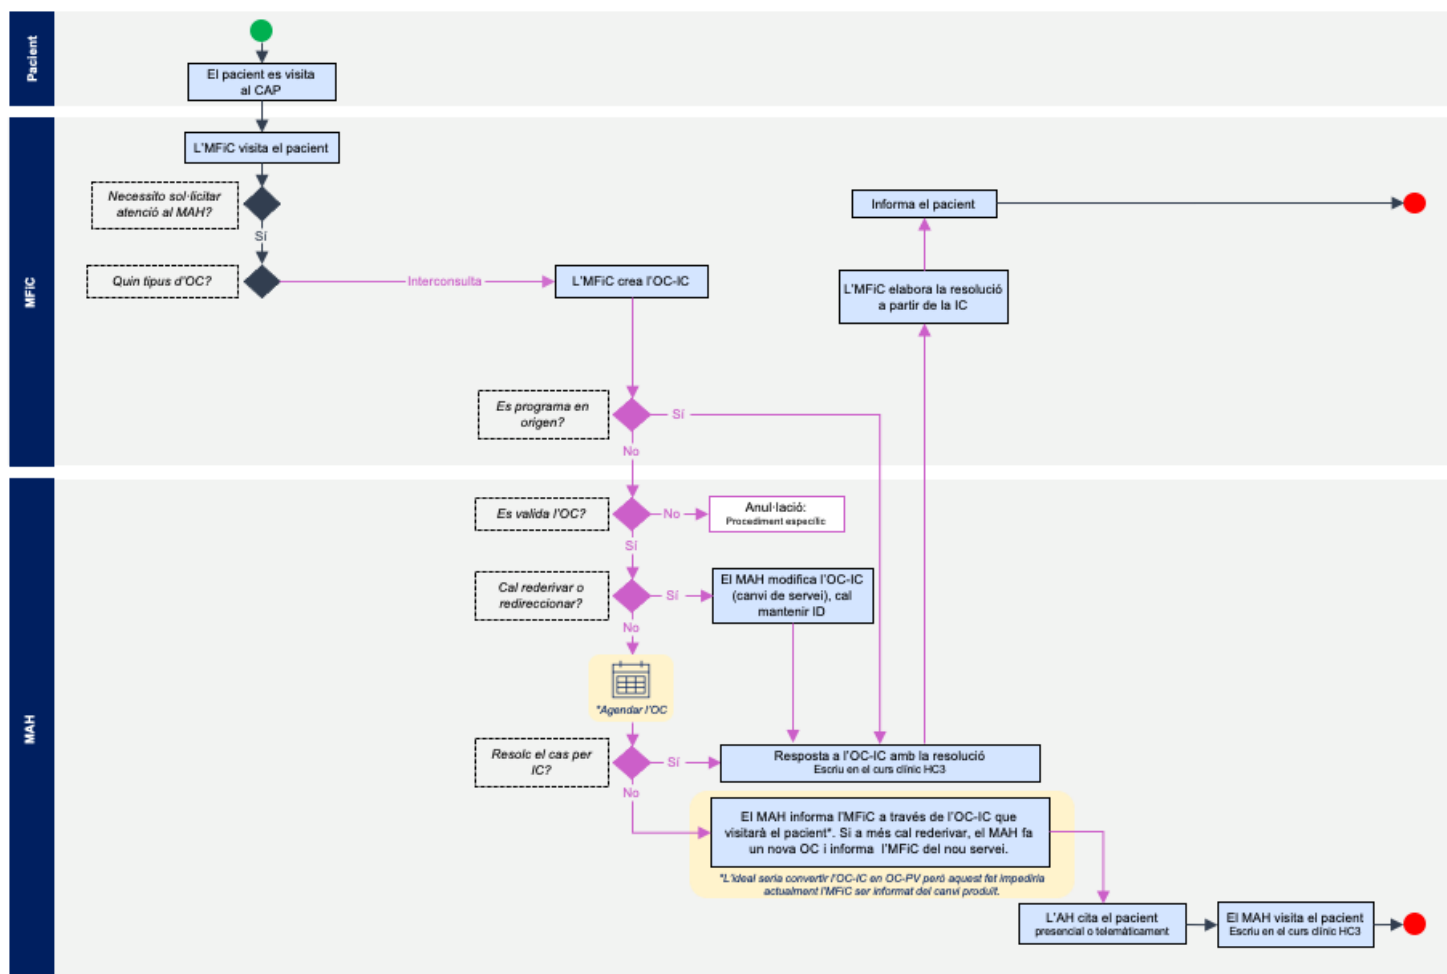 Pacient
El pacient es visita
al CAP
MFiC
L'MFiC visita el pacient
Necessito sol·licitar
atenció al MAH?
Sí
Quin tipus d'OC?
Interconsulta
L'MFiC crea l'OC-IC
Informa el pacient
L'MFiC elabora la resolució
a partir de la IC
Es programa en
origen?
Sí
No
MAH
Es valida l'OC?
No
Anul·lació:
Procediment específic
Sí
Cal rederivar o
redireccionar?
Sí
El MAH modifica l'OC-IC
(canvi de servei), cal
mantenir ID
No
*Agendar l'OC
Resolc el cas per
IC?
Sí
Resposta a l'OC-IC amb la resolució
Escriu en el curs clínic HC3
No
El MAH informa l'MFiC a través de l'OC-IC que
visitarà el pacient*. Si a més cal rederivar, el MAH fa
un nova OC i informa l'MFiC del nou servei.
*L'ideal seria convertir l'OC-IC en OC-PV però aquest fet impediria
actualment l'MFiC ser informat del canvi produït.
L'AH cita el pacient
presencial o telemàticament
El MAH visita el pacient
Escriu en el curs clínic HC3